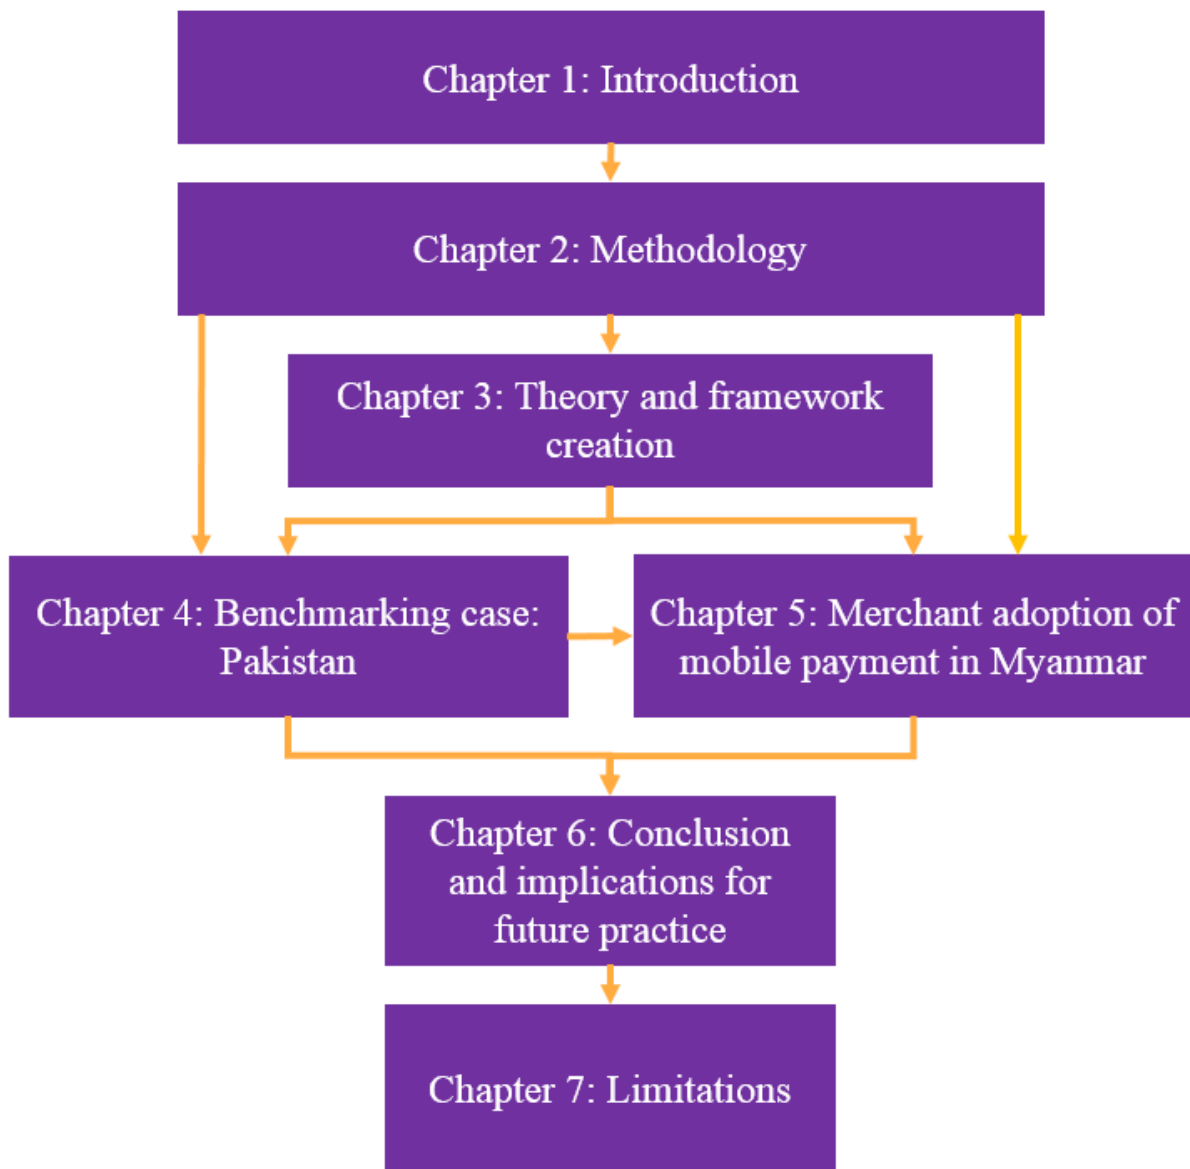 Chapter 1: Introduction
Chapter 2: Methodology
Chapter 3: Theory and framework
creation
Chapter 4: Benchmarking case:
Pakistan
Chapter 5: Merchant adoption of
mobile payment in Myanmar
Chapter 6: Conclusion
and implications for
future practice
Chapter 7: Limitations